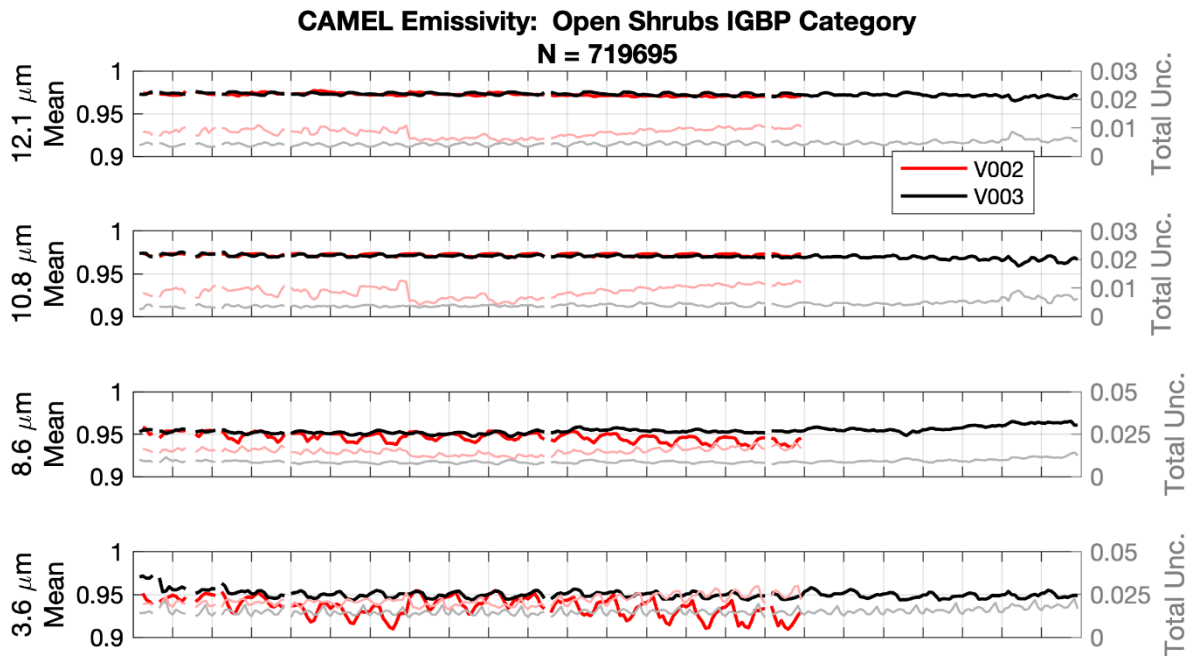 CAMEL Emissivity:  Open Shrubs IGBP Category
N = 719695
12.1 μm
Mean
1
0.95
0.9
0.03
0.02
0.01
0
Total Unc.
V002
V003
10.8 μm
Mean
1
0.95
0.9
0.03
0.02
0.01
0
Total Unc.
8.6 μm
Mean
1
0.95
0.9
0.05
0.025
0
Total Unc.
3.6 μm
Mean
1
0.95
0.9
0.05
0.025
0
Total Unc.